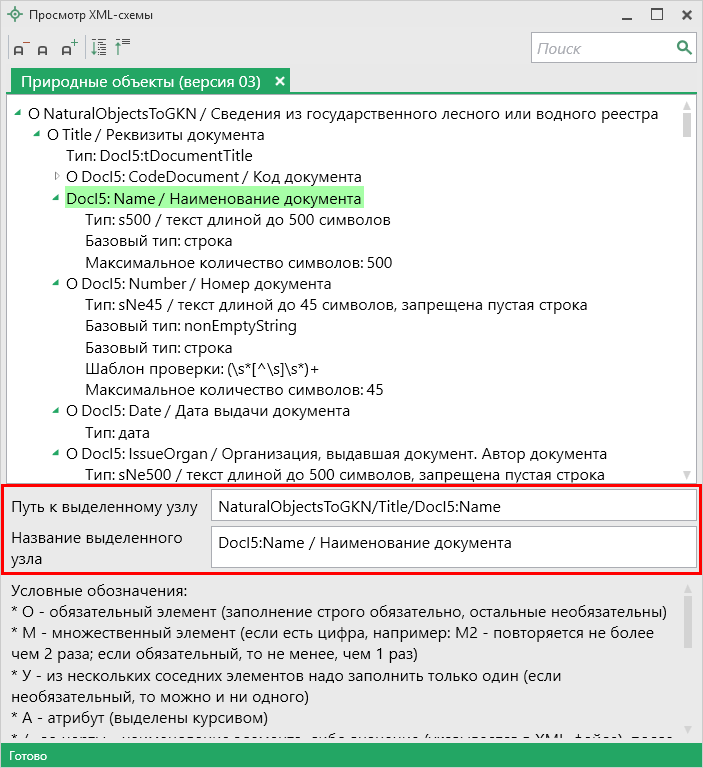 Просмотр XML-схемы
Поиск
Природные объекты (версия 03)
О NaturalObjectsToGKN / Сведения из государственного лесного или водного реестра
О Title / Реквизиты документа
Тип: DocI5:tDocumentTitle
О DocI5: CodeDocument / Код документа
DocI5: Name / Наименование документа
Тип: s500 / текст длиной до 500 символов
Базовый тип: строка
Максимальное количество символов: 500
О DocI5: Number / Номер документа
Тип: sNe45 / текст длиной до 45 символов, запрещена пустая строка
Базовый тип: nonEmptyString
Базовый тип: строка
Шаблон проверки: (\s*[^\s]\s*)+
Максимальное количество символов: 45
О DocI5: Date / Дата выдачи документа
Тип: дата
О DocI5: IssueOrgan / Организация, выдавшая документ. Автор документа
Тип: sNe500 / текст длиной до 500 символов, запрещена пустая строка
Путь к выделенному узлу
NaturalObjectsToGKN/Title/DocI5:Name
Название выделенного
узла
DocI5:Name / Наименование документа
Условные обозначения:
* О - обязательный элемент (заполнение строго обязательно, остальные необязательны)
* М - множественный элемент (если есть цифра, например: М2 - повторяется не более
чем 2 раза; если обязательный, то не менее, чем 1 раз)
* У - из нескольких соседних элементов надо заполнить только один (если
необязательный, то можно и ни одного)
* А - атрибут (выделены курсивом)
Готово